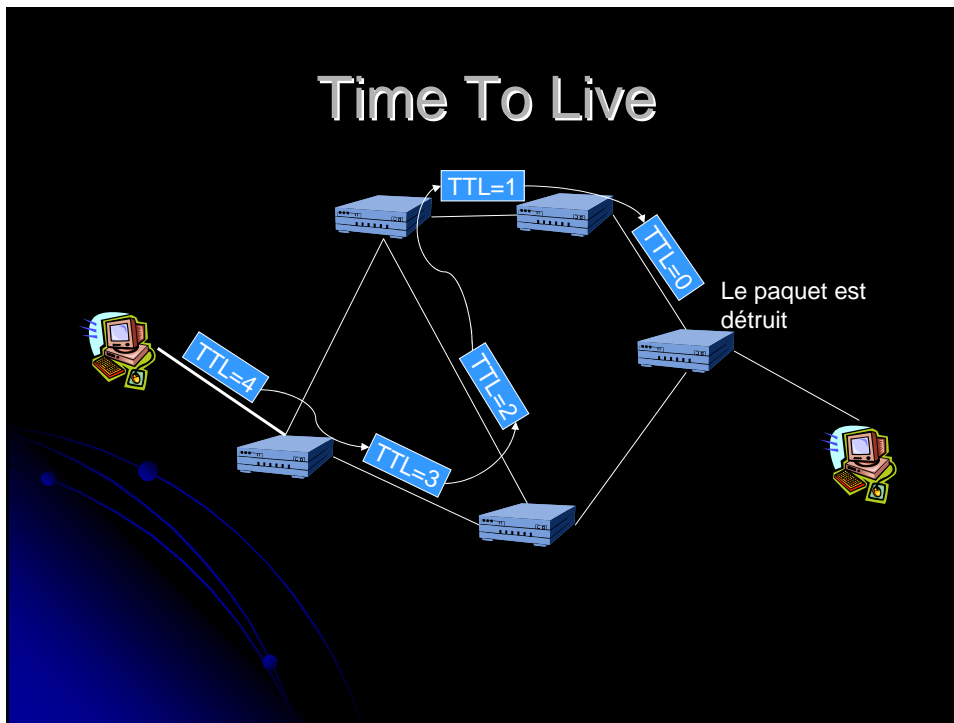 Time To Live
TTL=1
TTL=0
Le paquet est
détruit
TTL=4
TTL=2
TTL=3